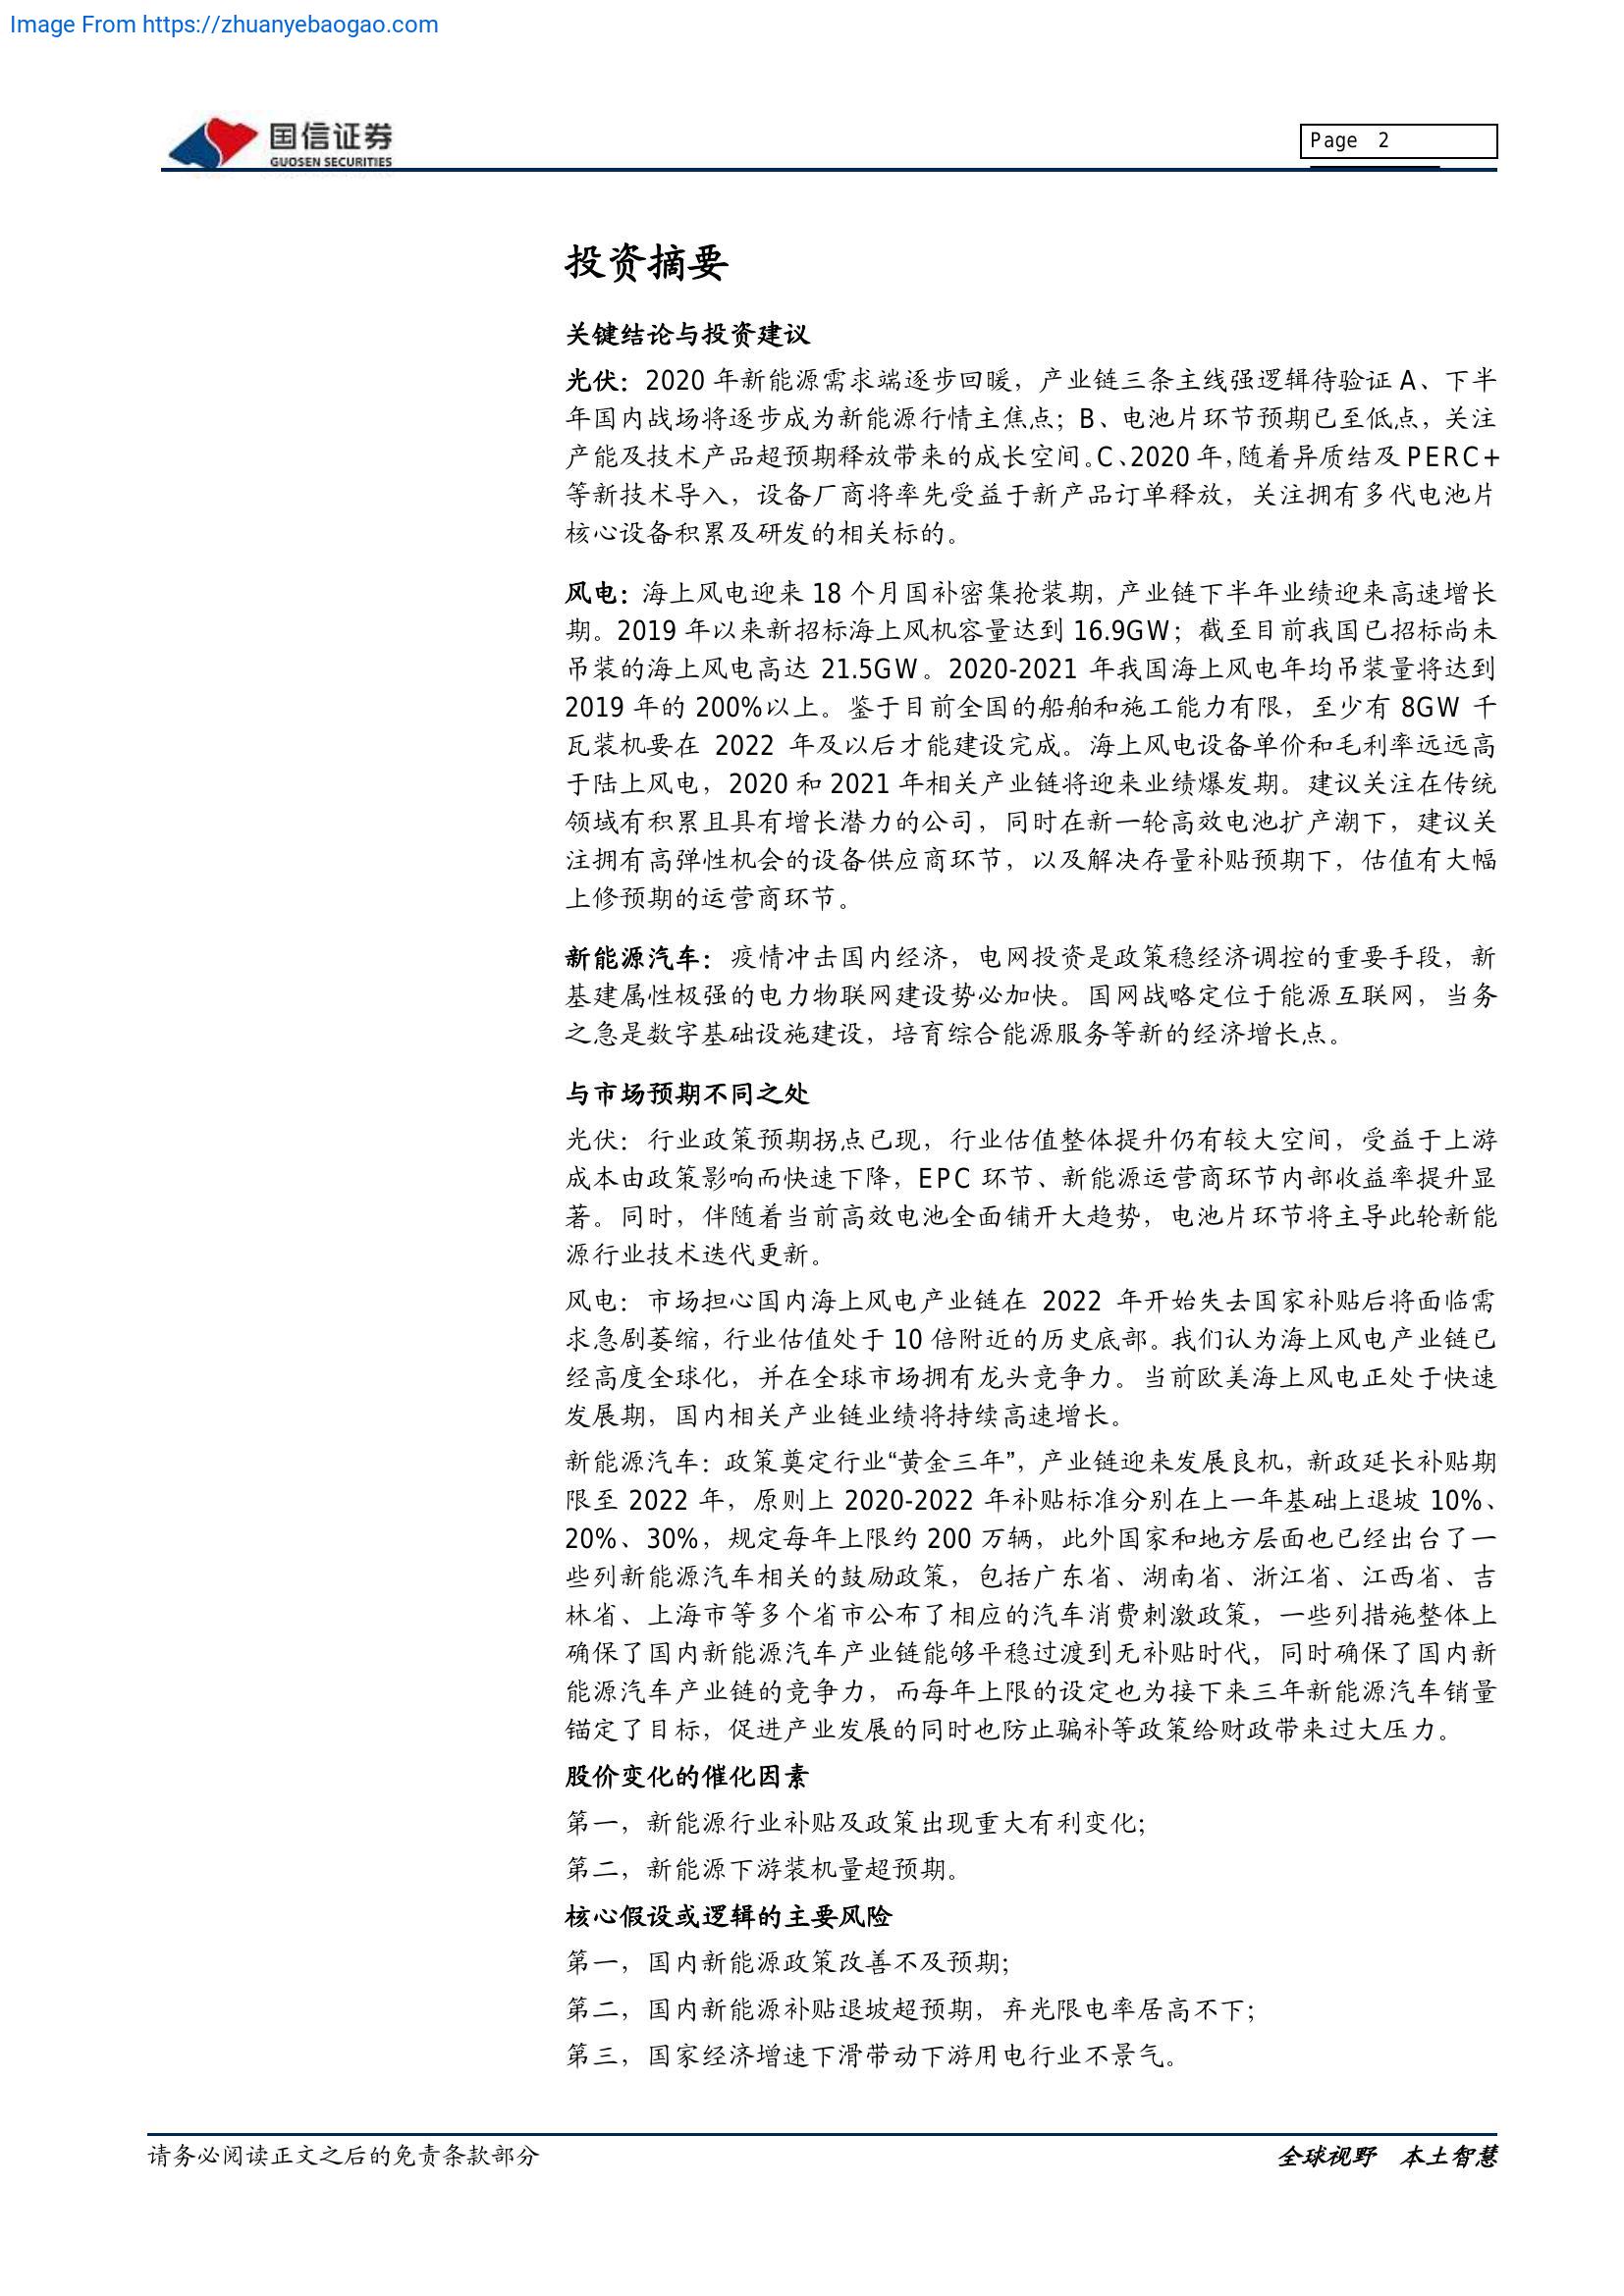 Image From https://zhuanyebaogao.com
国信证券
GUOSEN SECURITIES
Page 2
投资摘要
关键结论与投资建议
光伏：2020 年新能源需求端逐步回暖，产业链三条主线强逻辑待验证 A、下半
年国内战场将逐步成为新能源行情主焦点；B、电池片环节预期已至低点，关注
产能及技术产品超预期释放带来的成长空间。C、2020 年，随着异质结及 PERC+
等新技术导入，设备厂商将率先受益于新产品订单释放，关注拥有多代电池片
核心设备积累及研发的相关标的。
风电：海上风电迎来 18 个月国补密集抢装期，产业链下半年业绩迎来高速增长
期。2019 年以来新招标海上风机容量达到 16.9GW；截至目前我国已招标尚未
吊装的海上风电高达 21.5GW。2020-2021 年我国海上风电年均吊装量将达到
2019 年的 200%以上。鉴于目前全国的船舶和施工能力有限，至少有 8GW 千
瓦装机要在 2022 年及以后才能建设完成。海上风电设备单价和毛利率远远高
于陆上风电，2020 和 2021 年相关产业链将迎来业绩爆发期。建议关注在传统
领域有积累且具有增长潜力的公司，同时在新一轮高效电池扩产潮下，建议关
注拥有高弹性机会的设备供应商环节，以及解决存量补贴预期下，估值有大幅
上修预期的运营商环节。
新能源汽车：疫情冲击国内经济，电网投资是政策稳经济调控的重要手段，新
基建属性极强的电力物联网建设势必加快。国网战略定位于能源互联网，当务
之急是数字基础设施建设，培育综合能源服务等新的经济增长点。
与市场预期不同之处
光伏：行业政策预期拐点已现，行业估值整体提升仍有较大空间，受益于上游
成本由政策影响而快速下降，EPC 环节、新能源运营商环节内部收益率提升显
著。同时，伴随着当前高效电池全面铺开大趋势，电池片环节将主导此轮新能
源行业技术迭代更新。
风电：市场担心国内海上风电产业链在 2022 年开始失去国家补贴后将面临需
求急剧萎缩，行业估值处于 10 倍附近的历史底部。我们认为海上风电产业链已
经高度全球化，并在全球市场拥有龙头竞争力。当前欧美海上风电正处于快速
发展期，国内相关产业链业绩将持续高速增长。
新能源汽车：政策奠定行业“黄金三年”，产业链迎来发展良机，新政延长补贴期
限至 2022 年，原则上 2020-2022 年补贴标准分别在上一年基础上退坡 10%、
20%、30%，规定每年上限约 200 万辆，此外国家和地方层面也已经出台了一
些列新能源汽车相关的鼓励政策，包括广东省、湖南省、浙江省、江西省、吉
林省、上海市等多个省市公布了相应的汽车消费刺激政策，一些列措施整体上
确保了国内新能源汽车产业链能够平稳过渡到无补贴时代，同时确保了国内新
能源汽车产业链的竞争力，而每年上限的设定也为接下来三年新能源汽车销量
锚定了目标，促进产业发展的同时也防止骗补等政策给财政带来过大压力。
股价变化的催化因素
第一，新能源行业补贴及政策出现重大有利变化；
第二，新能源下游装机量超预期。
核心假设或逻辑的主要风险
第一，国内新能源政策改善不及预期；
第二，国内新能源补贴退坡超预期，弃光限电率居高不下；
第三，国家经济增速下滑带动下游用电行业不景气。
请务必阅读正文之后的免责条款部分
全球视野 本土智慧